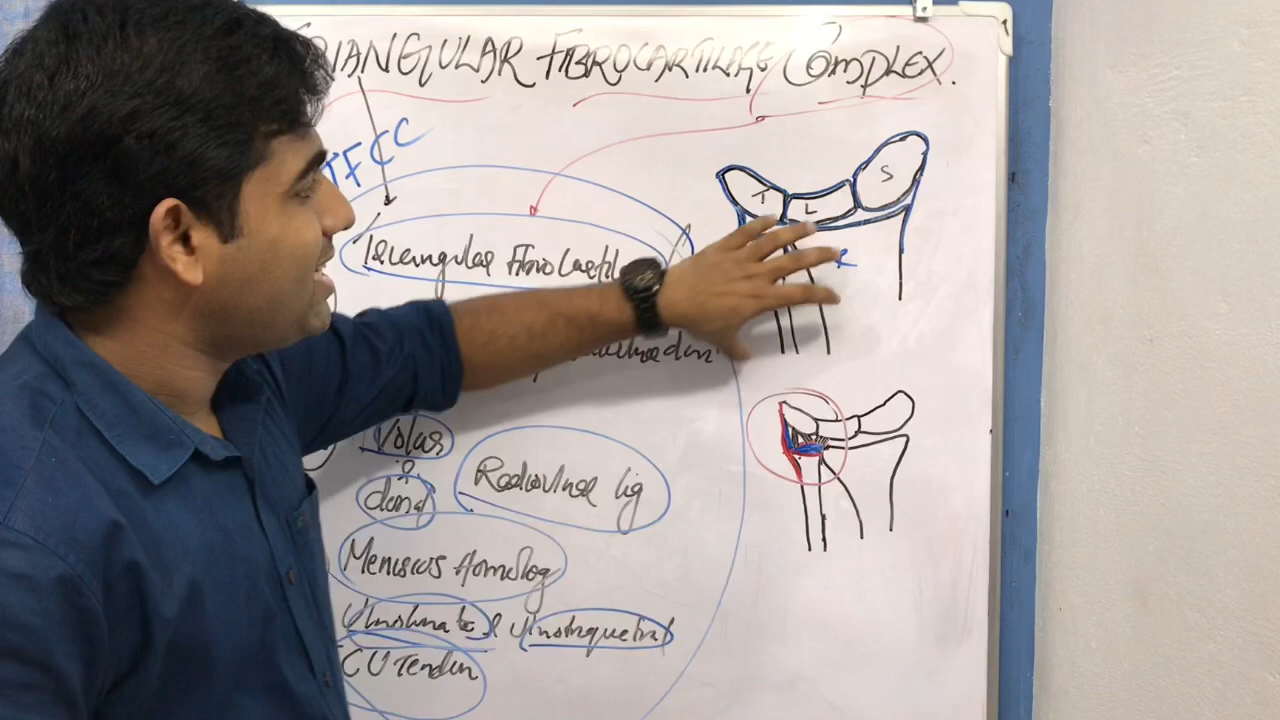 TRIANGULAR FIBROCARTILAGE COMPLEX.
TFCC
T L S
R
Triangular Fibrocartil
Volar
&
dorsal
Radioulnar lig
Meniscus Homolog
Ulnolunate & Ulnotriquetral
ECU Tendon